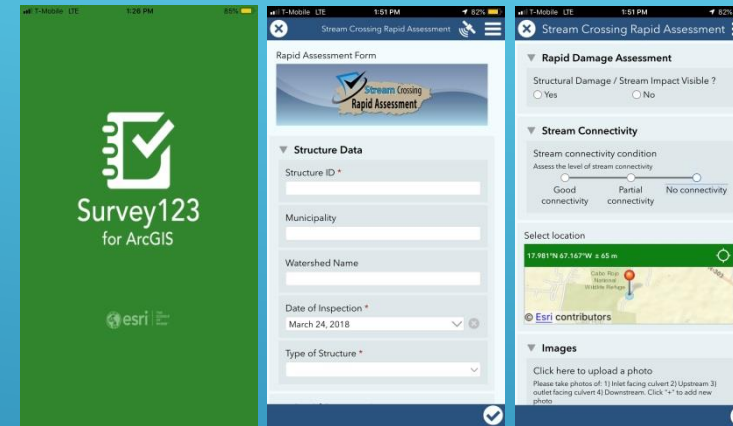 T-Mobile LTE 1:26 PM 85%
Survey123
for ArcGIS
esri
T-Mobile LTE 1:51 PM 82%
Stream Crossing Rapid Assessment
Rapid Assessment Form
Stream Crossing
Rapid Assessment
Structure Data
Structure ID *
Municipality
Watershed Name
Date of Inspection *
March 24, 2018
Type of Structure *
T-Mobile LTE 1:51 PM 82%
Stream Crossing Rapid Assessment
Rapid Damage Assessment
Structural Damage / Stream Impact Visible ?
Yes No
Stream Connectivity
Stream connectivity condition
Assess the level of stream connectivity
Good connectivity Partial connectivity No connectivity
Select location
17.981°N 67.167°W ± 65 m
Cabo Rojo
National
Wildlife Refuge
© Esri contributors
Images
Click here to upload a photo
Please take photos of: 1) Inlet facing culvert 2) Upstream 3)
outlet facing culvert 4) Downstream. Click "+" to add new
photo